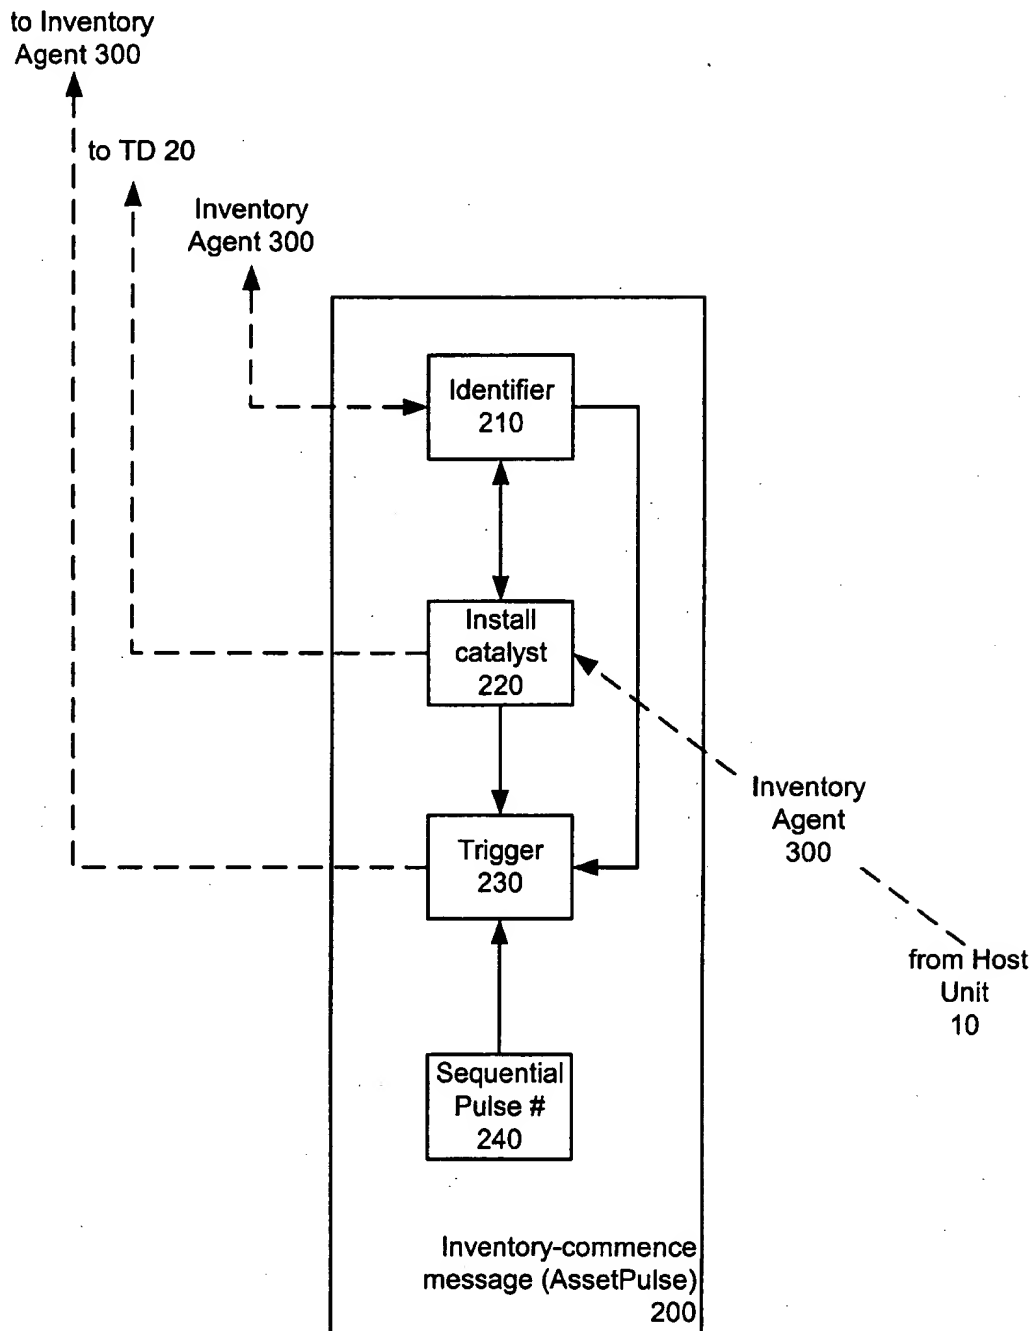 to Inventory
Agent 300
to TD 20
Inventory
Agent 300
Identifier
210
Install
catalyst
220
Trigger
230
Inventory
Agent
300
from Host
Unit
10
Sequential
Pulse #
240
Inventory-commence
message (AssetPulse)
200